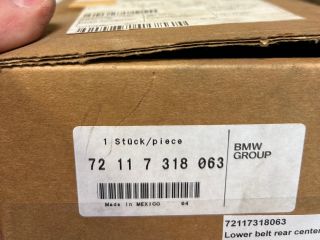 1 Stück/piece
BMW
GROUP
72 11 7 318 063
Made in MEXICO 04
72117318063
Lower belt rear center